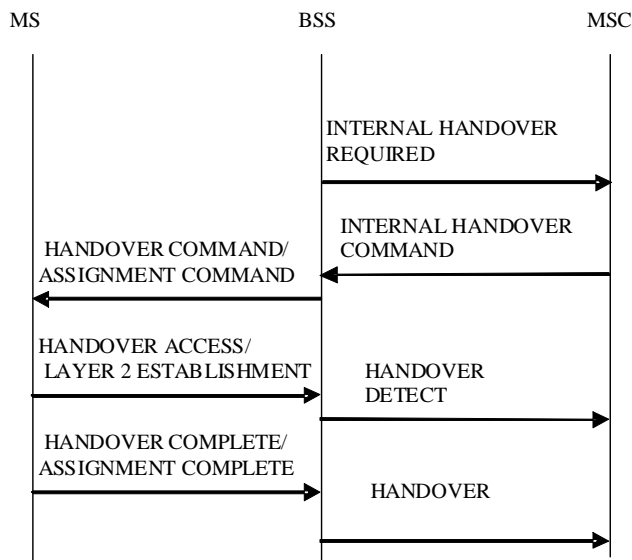 MS
BSS
MSC
INTERNAL HANDOVER
REQUIRED
INTERNAL HANDOVER
COMMAND
HANDOVER COMMAND/
ASSIGNMENT COMMAND
HANDOVER ACCESS/
LAYER 2 ESTABLISHMENT
HANDOVER
DETECT
HANDOVER COMPLETE/
ASSIGNMENT COMPLETE
HANDOVER